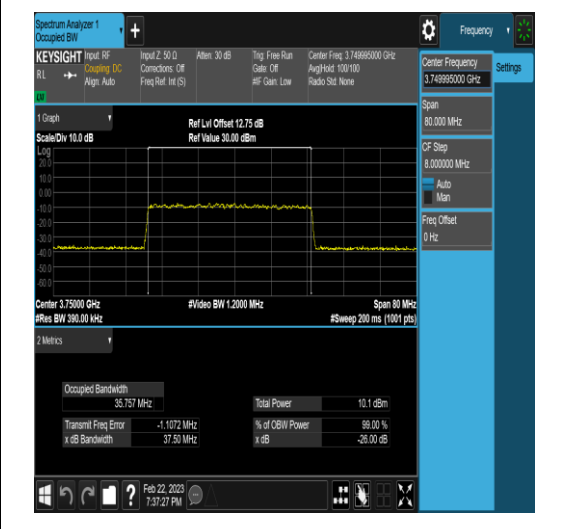 Spectrum Analyzer 1
Occupied BW
+
Frequency
KEYSIGHT
RL
Input: RF
Coupling: DC
Align: Auto
Input Z: 50 Ω
Corrections: Off
Freq Ref: Int (S)
Atten: 30 dB
Trig: Free Run
Gate: Off
#IF Gain: Low
Center Freq: 3.749995000 GHz
Avg|Hold: 100/100
Radio Std: None
Center Frequency
3.749995000 GHz
Settings
Span
80.000 MHz
CF Step
8.000000 MHz
Auto
Man
Freq Offset
0 Hz
1 Graph
Scale/Div 10.0 dB
Ref Lvl Offset 12.75 dB
Ref Value 30.00 dBm
Log
20.0
10.0
0.00
-10.0
-20.0
-30.0
-40.0
-50.0
-60.0
Center 3.75000 GHz
#Video BW 1.2000 MHz
Span 80 MHz
#Res BW 390.00 kHz
#Sweep 200 ms (1001 pts)
2 Metrics
Occupied Bandwidth
35.757 MHz
Total Power
10.1 dBm
Transmit Freq Error
-1.1072 MHz
% of OBW Power
99.00 %
x dB Bandwidth
37.50 MHz
x dB
-26.00 dB
?
Feb 22, 2023
7:37:27 PM